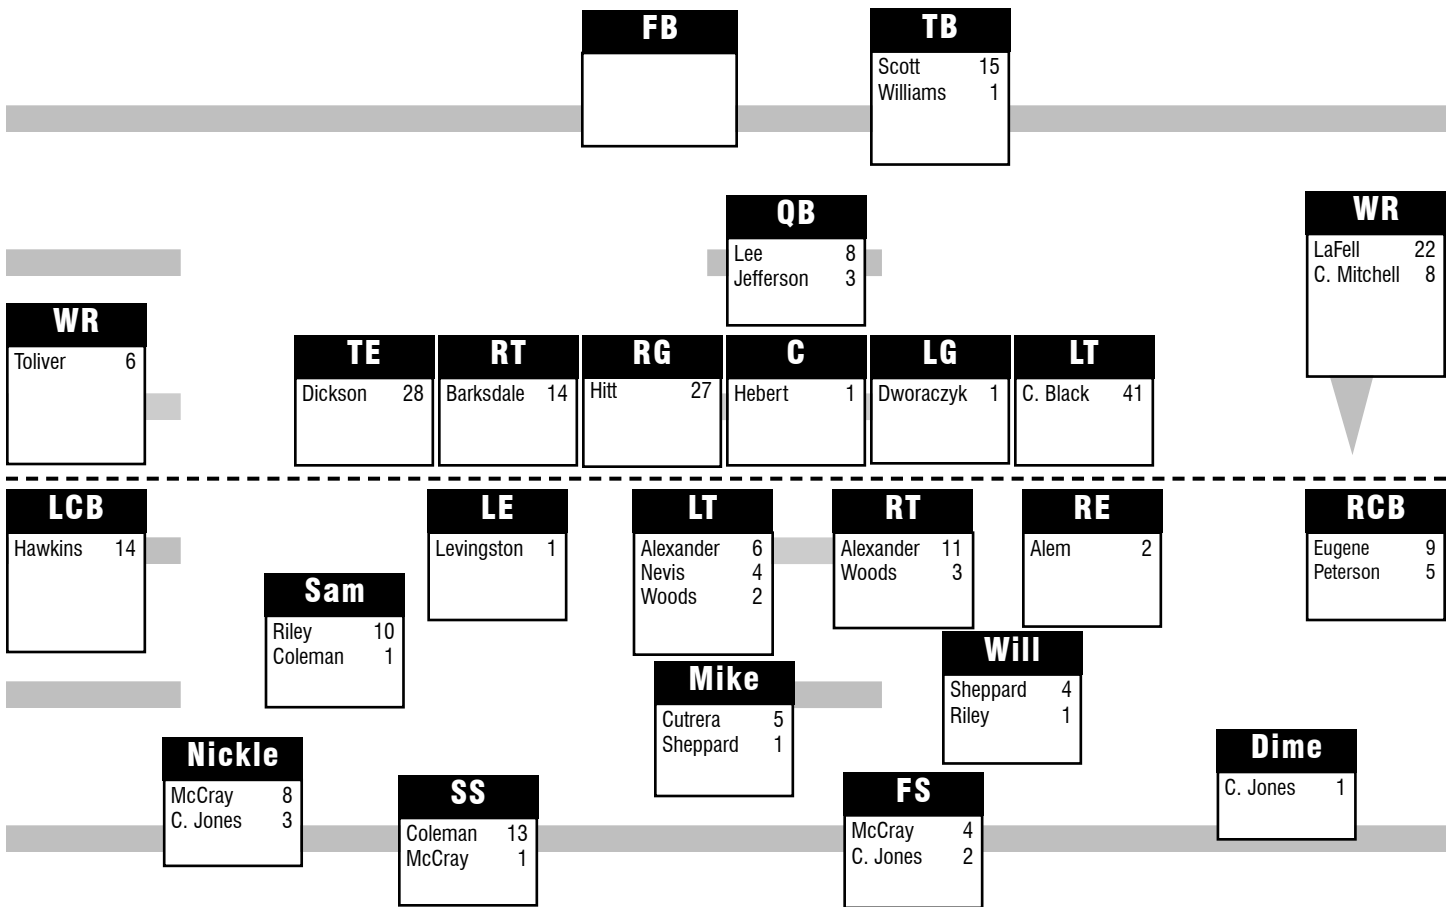 FB
TB
Scott 15
Williams 1
QB
Lee 8
Jefferson 3
WR
LaFell 22
C. Mitchell 8
WR
Toliver 6
TE
Dickson 28
RT
Barksdale 14
RG
Hitt 27
C
Hebert 1
LG
Dworaczyk 1
LT
C. Black 41
LCB
Hawkins 14
LE
Levingston 1
LT
Alexander 6
Nevis 4
Woods 2
RT
Alexander 11
Woods 3
RE
Alem 2
RCB
Eugene 9
Peterson 5
Sam
Riley 10
Coleman 1
Mike
Cutrera 5
Sheppard 1
Will
Sheppard 4
Riley 1
Nickle
McCray 8
C. Jones 3
SS
Coleman 13
McCray 1
FS
McCray 4
C. Jones 2
Dime
C. Jones 1